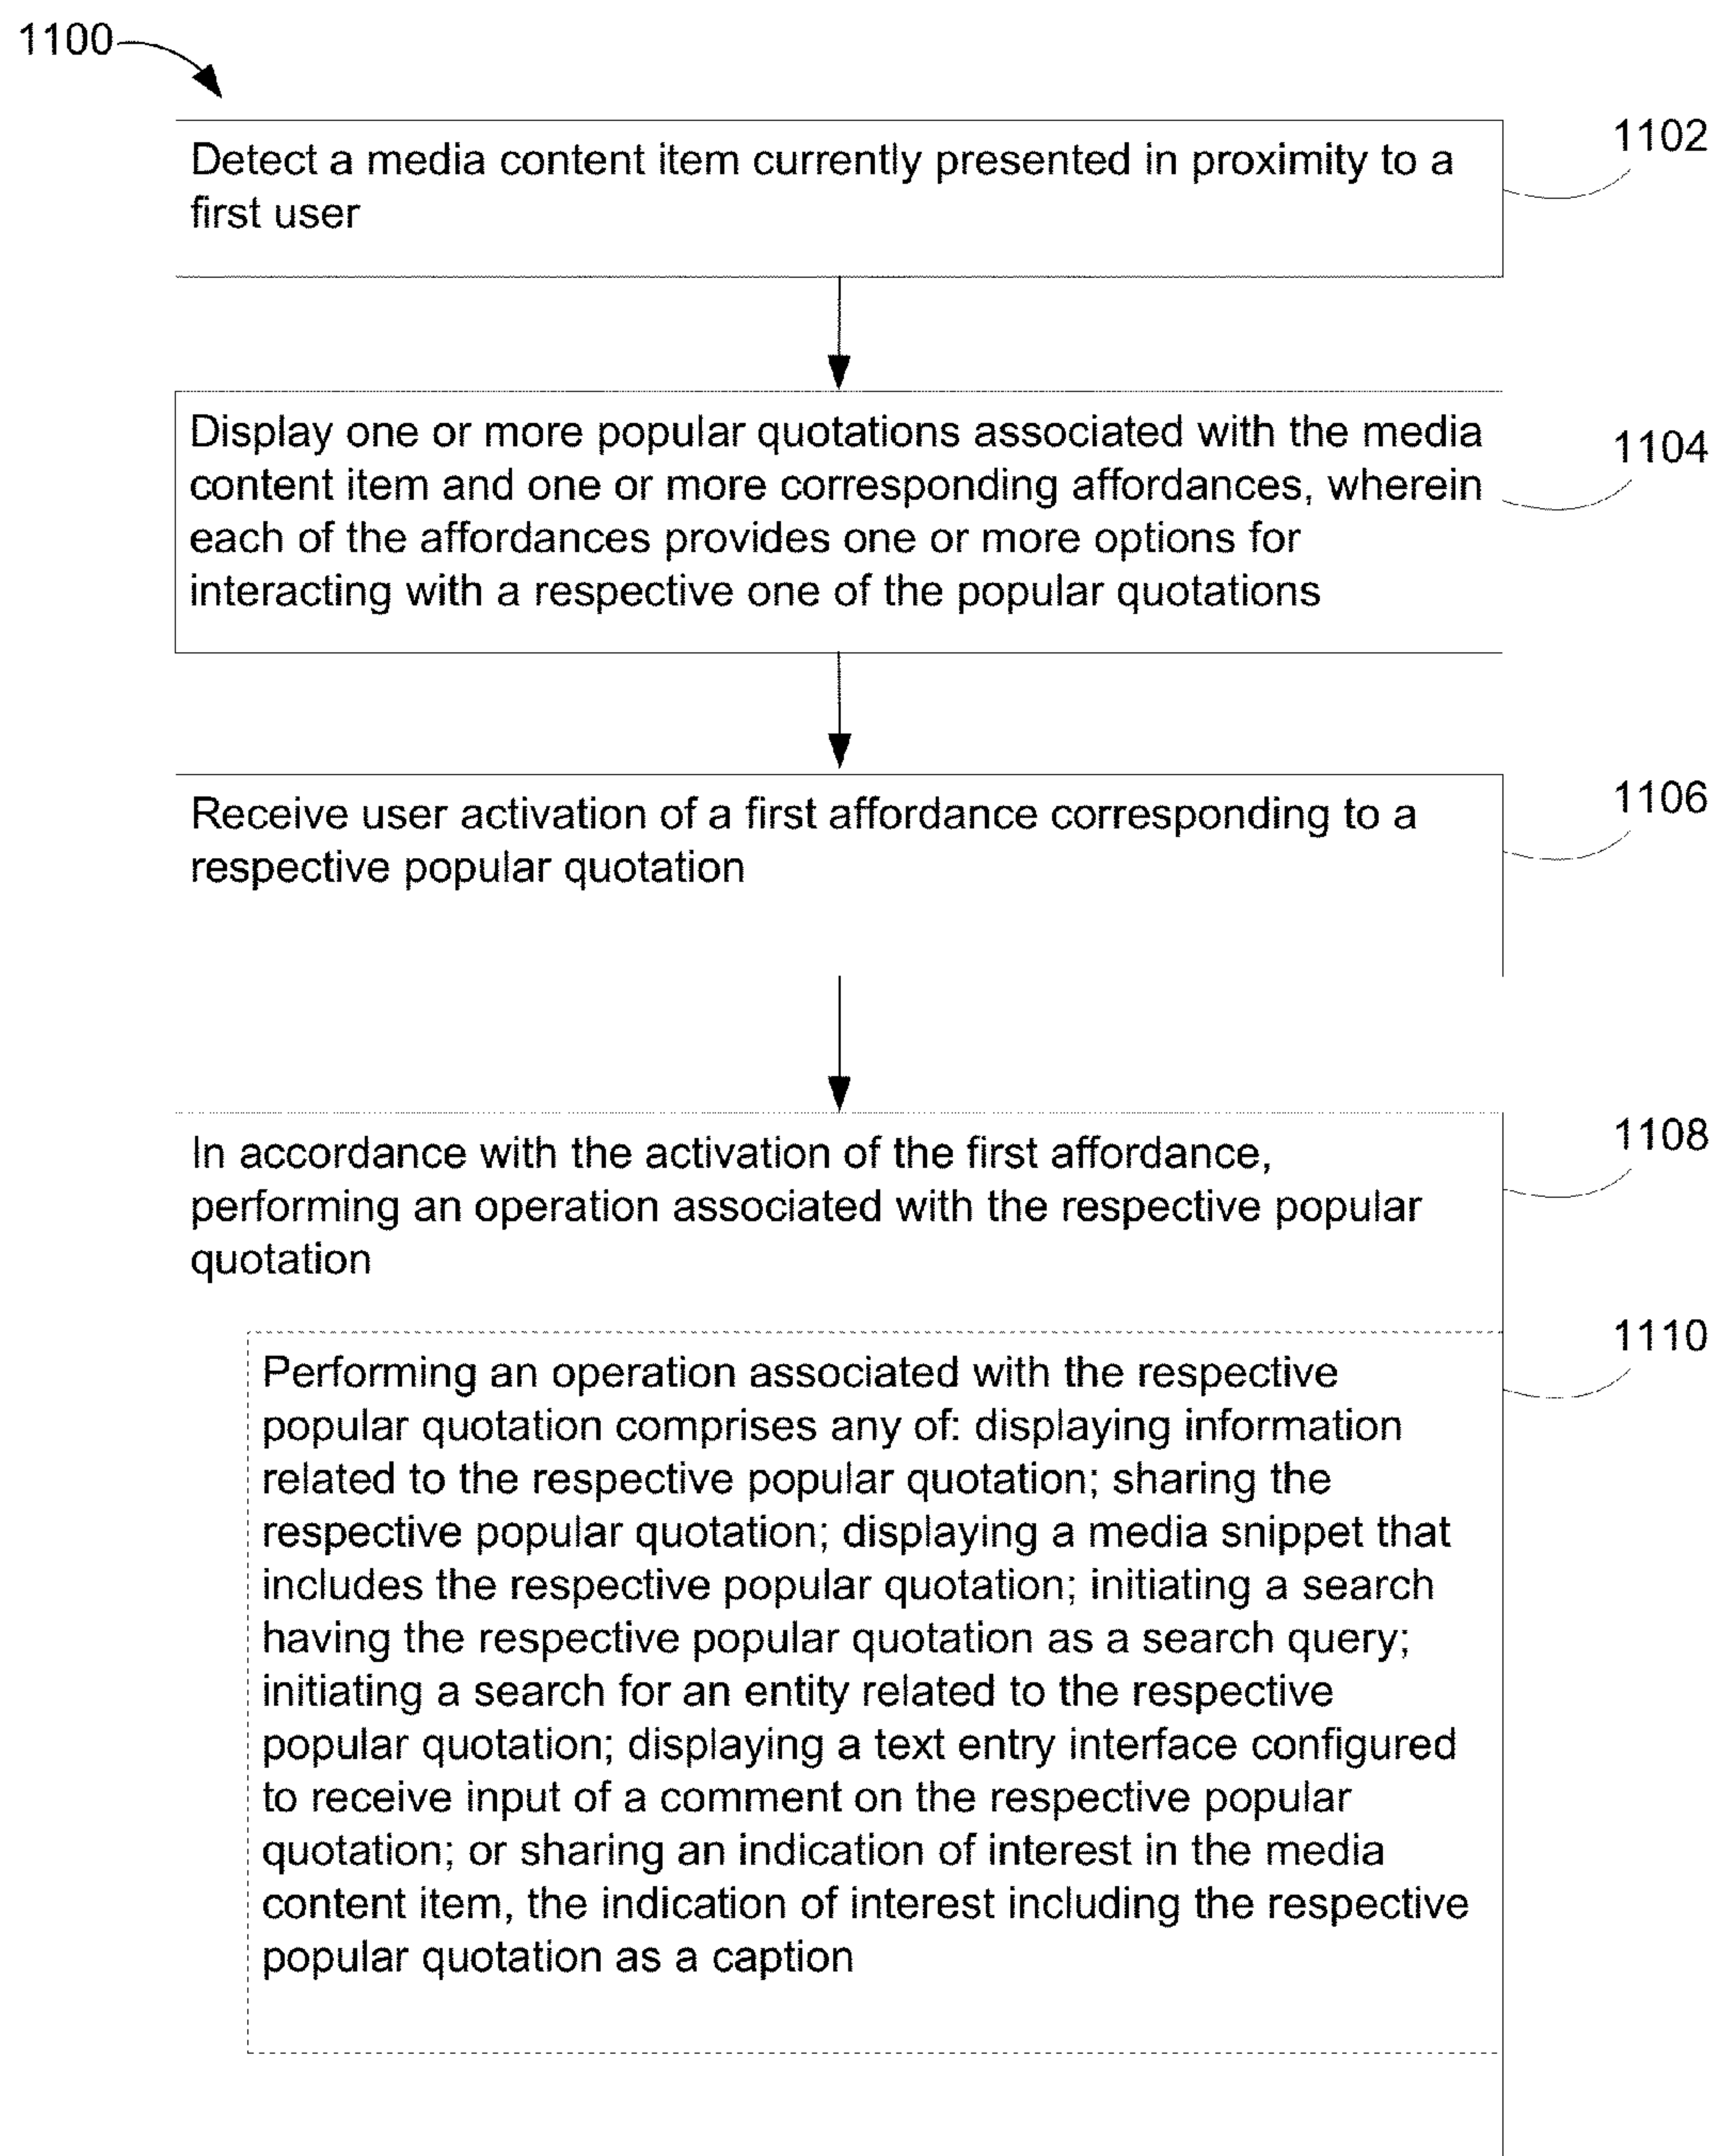 1100
Detect a media content item currently presented in proximity to a
first user
1102
Display one or more popular quotations associated with the media
content item and one or more corresponding affordances, wherein
each of the affordances provides one or more options for
interacting with a respective one of the popular quotations
1104
Receive user activation of a first affordance corresponding to a
respective popular quotation
1106
In accordance with the activation of the first affordance,
performing an operation associated with the respective popular
quotation
1108
Performing an operation associated with the respective
popular quotation comprises any of: displaying information
related to the respective popular quotation; sharing the
respective popular quotation; displaying a media snippet that
includes the respective popular quotation; initiating a search
having the respective popular quotation as a search query;
initiating a search for an entity related to the respective
popular quotation; displaying a text entry interface configured
to receive input of a comment on the respective popular
quotation; or sharing an indication of interest in the media
content item, the indication of interest including the respective
popular quotation as a caption
1110